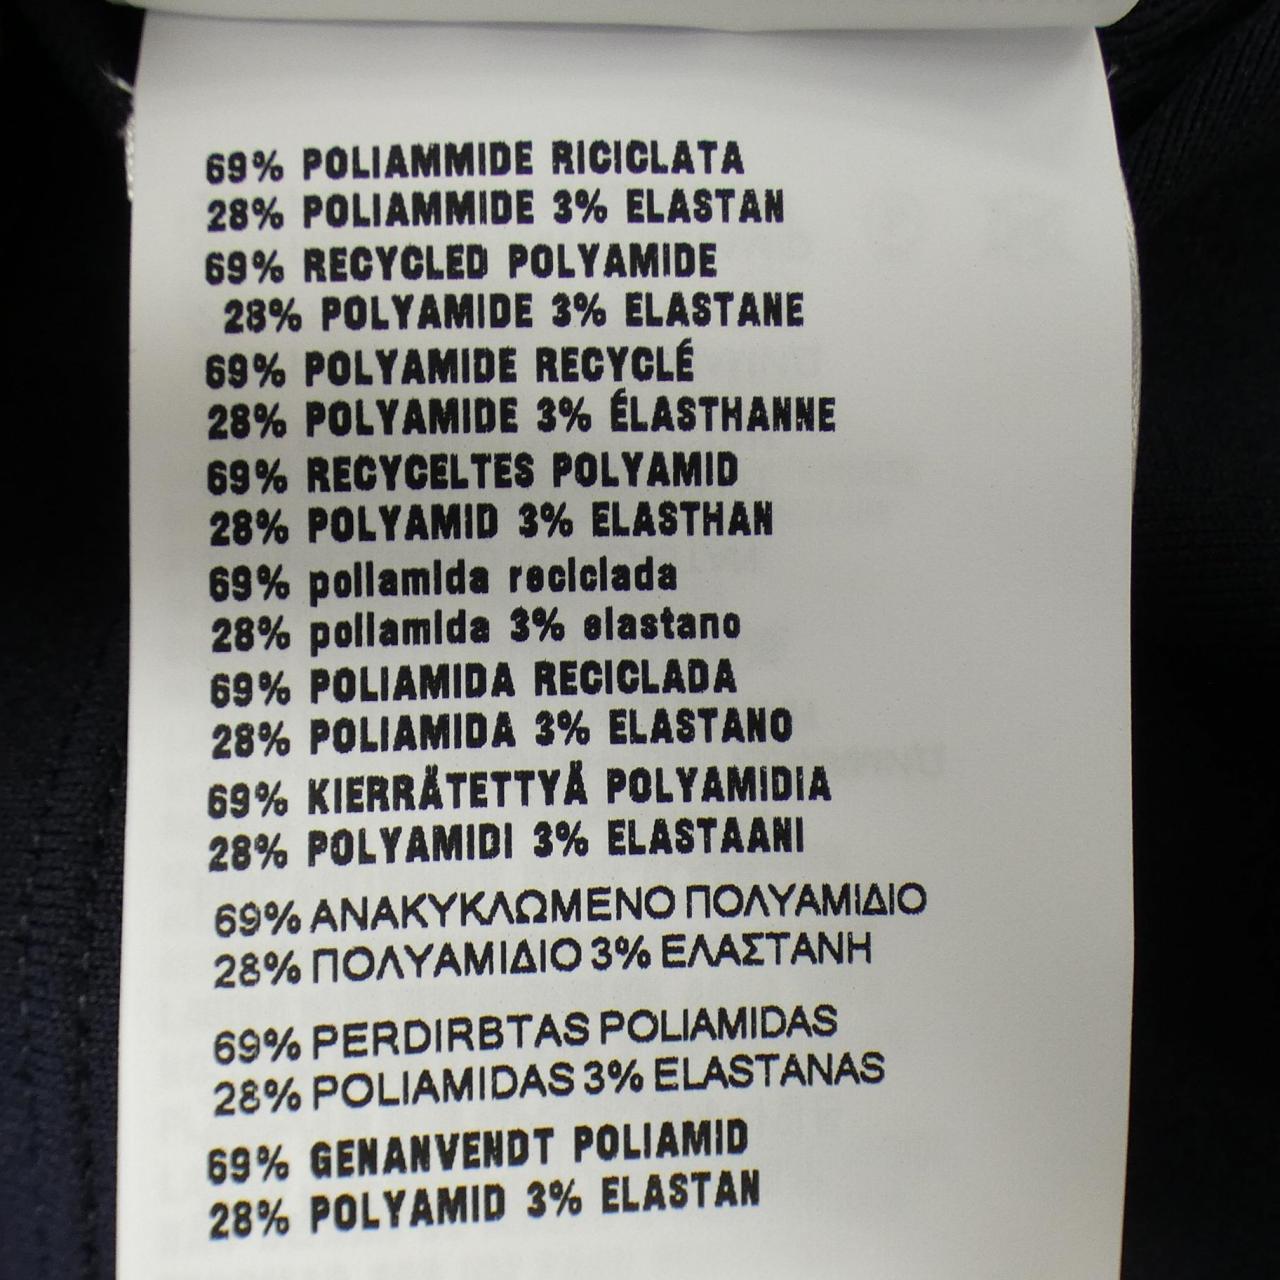 69% POLIAMMIDE RICICLATA
28% POLIAMMIDE 3% ELASTAN
69% RECYCLED POLYAMIDE
28% POLYAMIDE 3% ELASTANE
69% POLYAMIDE RECYCLÉ
28% POLYAMIDE 3% ÉLASTHANNE
69% RECYCELTES POLYAMID
28% POLYAMID 3% ELASTHAN
69% poliamida reciclada
28% poliamida 3% elastano
69% POLIAMIDA RECICLADA
28% POLIAMIDA 3% ELASTANO
69% KIERRÄTETTYÄ POLYAMIDIA
28% POLYAMIDI 3% ELASTAANI
69% ΑΝΑΚΥΚΛΩΜΕΝΟ ΠΟΛΥΑΜΙΔΙΟ
28% ΠΟΛΥΑΜΙΔΙΟ 3% ΕΛΑΣΤΑΝΗ
69% PERDIRBTAS POLIAMIDAS
28% POLIAMIDAS 3% ELASTANAS
69% GENANVENDT POLIAMID
28% POLYAMID 3% ELASTAN